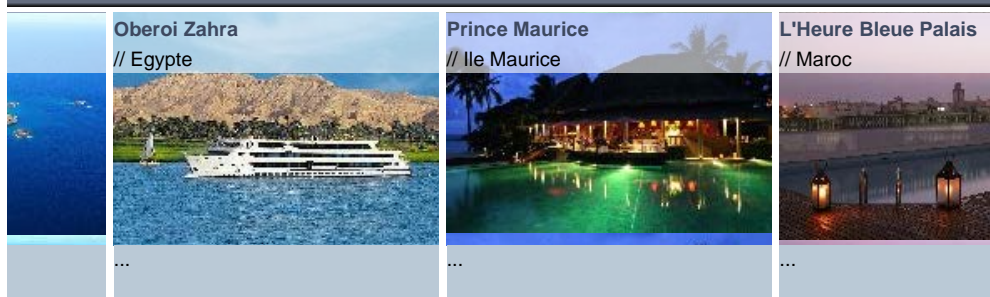 Oberoi Zahra
// Egypte
...
Prince Maurice
// Ile Maurice
...
L'Heure Bleue Palais
// Maroc
...